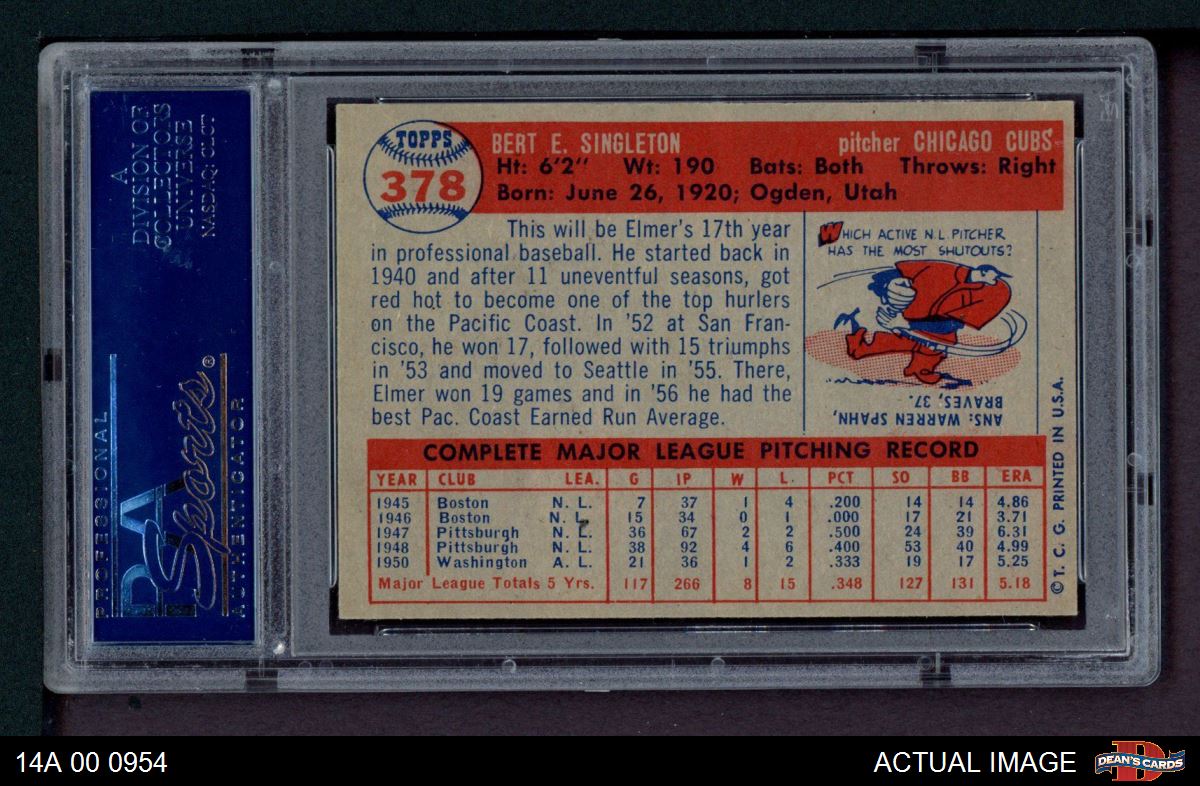 A
DIVISION OF
COLLECTORS
UNIVERSE
NASDAQ: CLCT
PROFESSIONAL
PSA
Sports®
AUTHENTICATOR
TOPPS
378
BERT E. SINGLETON
pitcher CHICAGO CUBS
Ht: 6'2" Wt: 190 Bats: Both Throws: Right
Born: June 26, 1920; Ogden, Utah
This will be Elmer's 17th year
in professional baseball. He started back in
1940 and after 11 uneventful seasons, got
red hot to become one of the top hurlers
on the Pacific Coast. In '52 at San Fran-
cisco, he won 17, followed with 15 triumphs
in '53 and moved to Seattle in '55. There,
Elmer won 19 games and in '56 he had the
best Pac. Coast Earned Run Average.
WHICH ACTIVE N.L. PITCHER
HAS THE MOST SHUTOUTS?
ANS: WARREN SPAHN,
BRAVES, 37.
COMPLETE MAJOR LEAGUE PITCHING RECORD
YEAR CLUB LEA. G IP W L PCT SO BB ERA
1945 Boston N. L. 7 37 1 4 .200 14 14 4.86
1946 Boston N. L. 15 34 0 1 .000 17 21 3.71
1947 Pittsburgh N. L. 36 67 2 2 .500 24 39 6.31
1948 Pittsburgh N. L. 38 92 4 6 .400 53 40 4.99
1950 Washington A. L. 21 36 1 2 .333 19 17 5.25
Major League Totals 5 Yrs. 117 266 8 15 .348 127 131 5.18
© T. C. G. PRINTED IN U.S.A.
14A 00 0954
ACTUAL IMAGE
D
DEAN'S CARDS